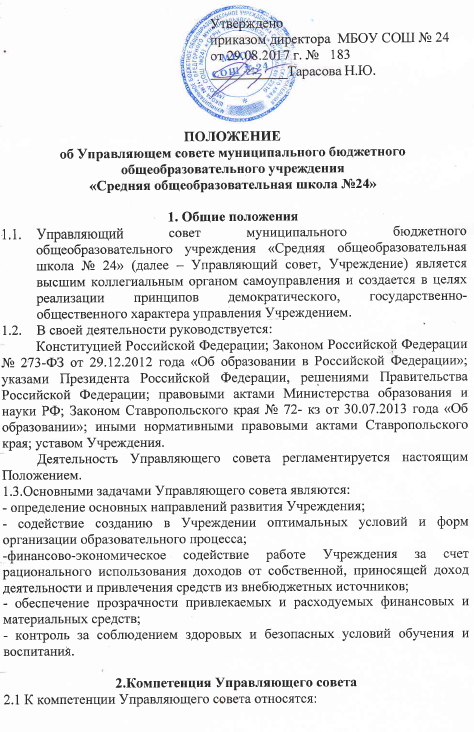 Утверждено
приказом директора МБОУ СОШ № 24
от 29.08.2017 г. № 183
Тарасова Н.Ю.
СОШ № 24
ПОЛОЖЕНИЕ
об Управляющем совете муниципального бюджетного
общеобразовательного учреждения
«Средняя общеобразовательная школа №24»
1. Общие положения
1.1. Управляющий совет муниципального бюджетного
общеобразовательного учреждения «Средняя общеобразовательная
школа № 24» (далее – Управляющий совет, Учреждение) является
высшим коллегиальным органом самоуправления и создается в целях
реализации принципов демократического, государственно-
общественного характера управления Учреждением.
1.2. В своей деятельности руководствуется:
Конституцией Российской Федерации; Законом Российской Федерации
№ 273-ФЗ от 29.12.2012 года «Об образовании в Российской Федерации»;
указами Президента Российской Федерации, решениями Правительства
Российской Федерации; правовыми актами Министерства образования и
науки РФ; Законом Ставропольского края № 72- кз от 30.07.2013 года «Об
образовании»; иными нормативными правовыми актами Ставропольского
края; уставом Учреждения.
Деятельность Управляющего совета регламентируется настоящим
Положением.
1.3.Основными задачами Управляющего совета являются:
- определение основных направлений развития Учреждения;
- содействие созданию в Учреждении оптимальных условий и форм
организации образовательного процесса;
-финансово-экономическое содействие работе Учреждения за счет
рационального использования доходов от собственной, приносящей доход
деятельности и привлечения средств из внебюджетных источников;
- обеспечение прозрачности привлекаемых и расходуемых финансовых и
материальных средств;
- контроль за соблюдением здоровых и безопасных условий обучения и
воспитания.
2.Компетенция Управляющего совета
2.1 К компетенции Управляющего совета относятся: